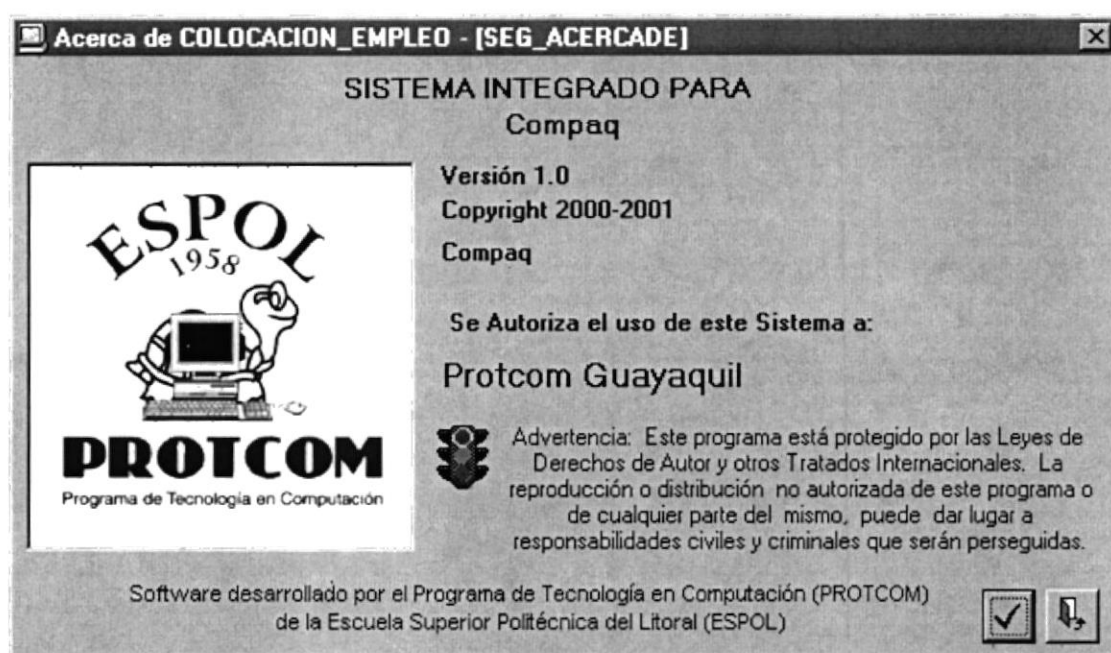 Acerca de COLOCACION_EMPLEO - [SEG_ACERCADE]
SISTEMA INTEGRADO PARA
Compaq
ESPOL
1958
PROTCOM
Programa de Tecnología en Computación
Versión 1.0
Copyright 2000-2001
Compaq
Se Autoriza el uso de este Sistema a:
Protcom Guayaquil
Advertencia: Este programa está protegido por las Leyes de
Derechos de Autor y otros Tratados Internacionales. La
reproducción o distribución no autorizada de este programa o
de cualquier parte del mismo, puede dar lugar a
responsabilidades civiles y criminales que serán perseguidas.
Software desarrollado por el Programa de Tecnología en Computación (PROTCOM)
de la Escuela Superior Politécnica del Litoral (ESPOL)